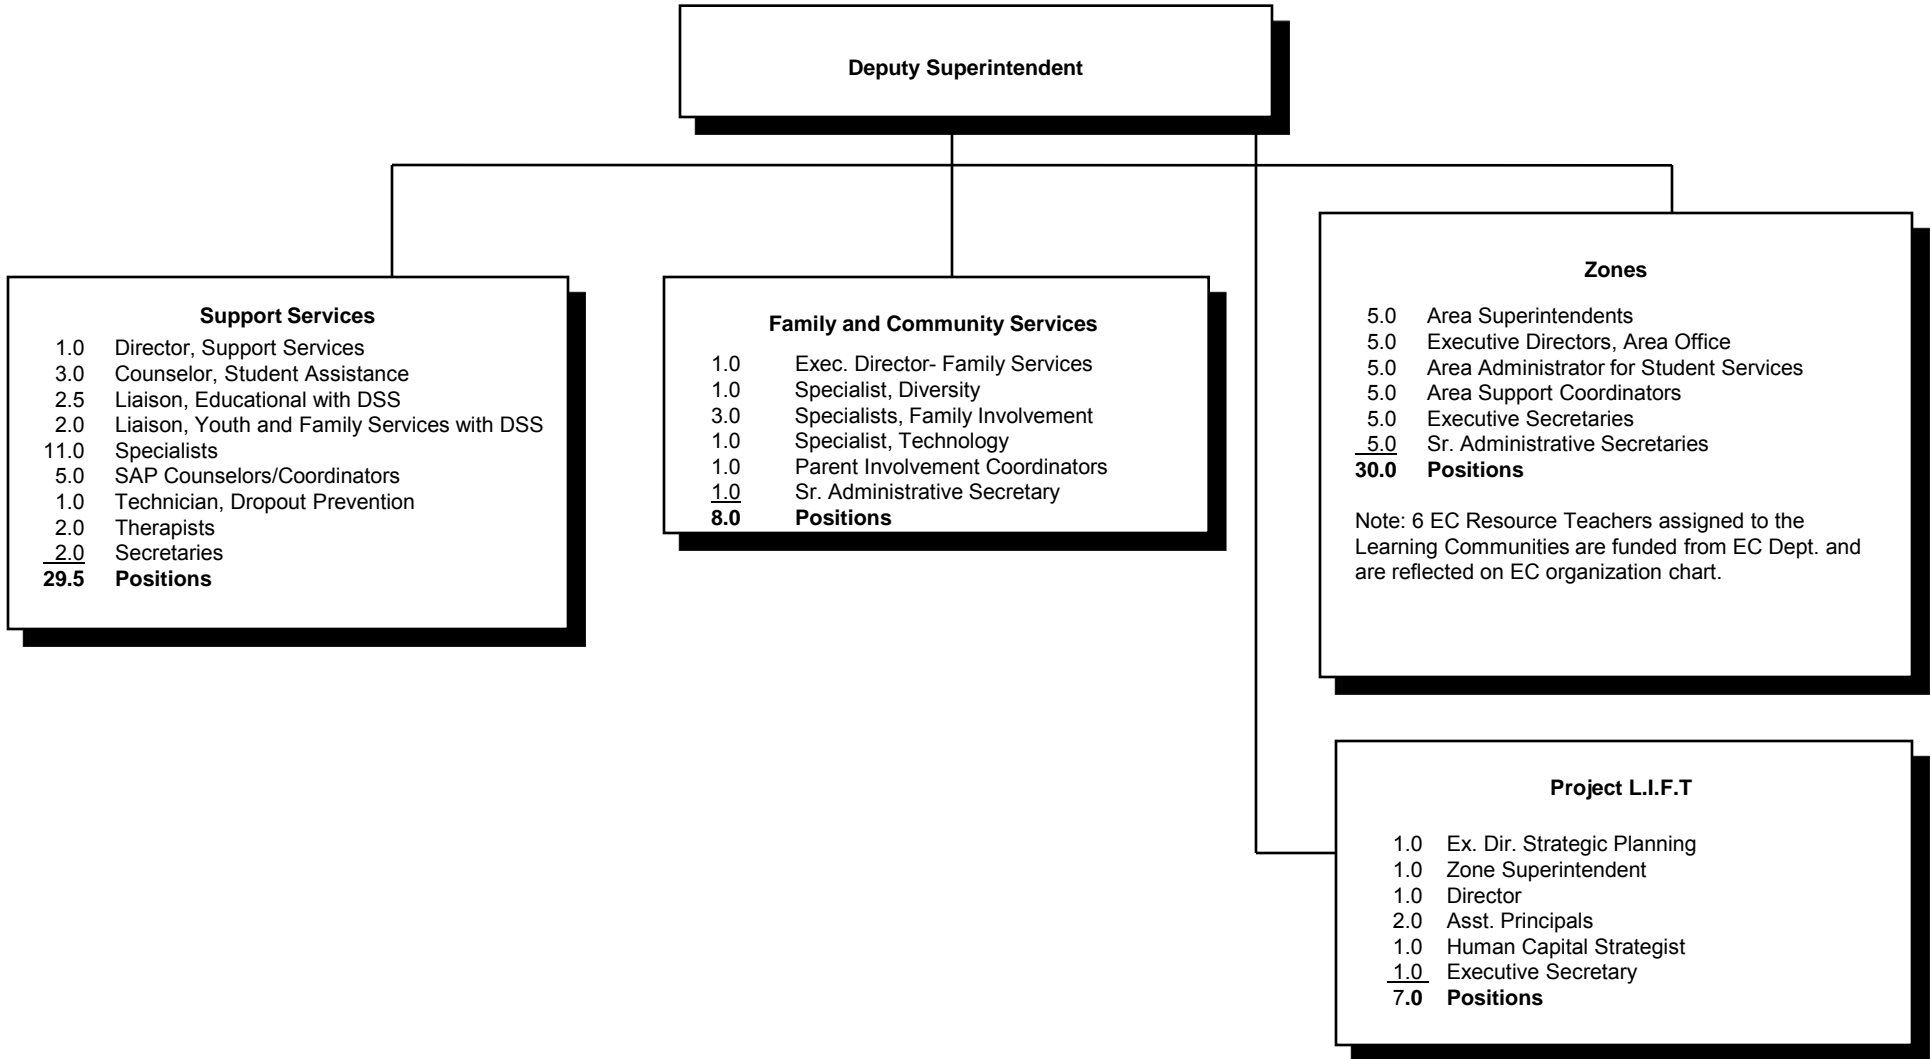 Deputy Superintendent
Support Services
1.0 Director, Support Services
3.0 Counselor, Student Assistance
2.5 Liaison, Educational with DSS
2.0 Liaison, Youth and Family Services with DSS
11.0 Specialists
5.0 SAP Counselors/Coordinators
1.0 Technician, Dropout Prevention
2.0 Therapists
2.0 Secretaries
29.5 Positions
Family and Community Services
1.0 Exec. Director- Family Services
1.0 Specialist, Diversity
3.0 Specialists, Family Involvement
1.0 Specialist, Technology
1.0 Parent Involvement Coordinators
1.0 Sr. Administrative Secretary
8.0 Positions
Zones
5.0 Area Superintendents
5.0 Executive Directors, Area Office
5.0 Area Administrator for Student Services
5.0 Area Support Coordinators
5.0 Executive Secretaries
5.0 Sr. Administrative Secretaries
30.0 Positions
Note: 6 EC Resource Teachers assigned to the
Learning Communities are funded from EC Dept. and
are reflected on EC organization chart.
Project L.I.F.T
1.0 Ex. Dir. Strategic Planning
1.0 Zone Superintendent
1.0 Director
2.0 Asst. Principals
1.0 Human Capital Strategist
1.0 Executive Secretary
7.0 Positions